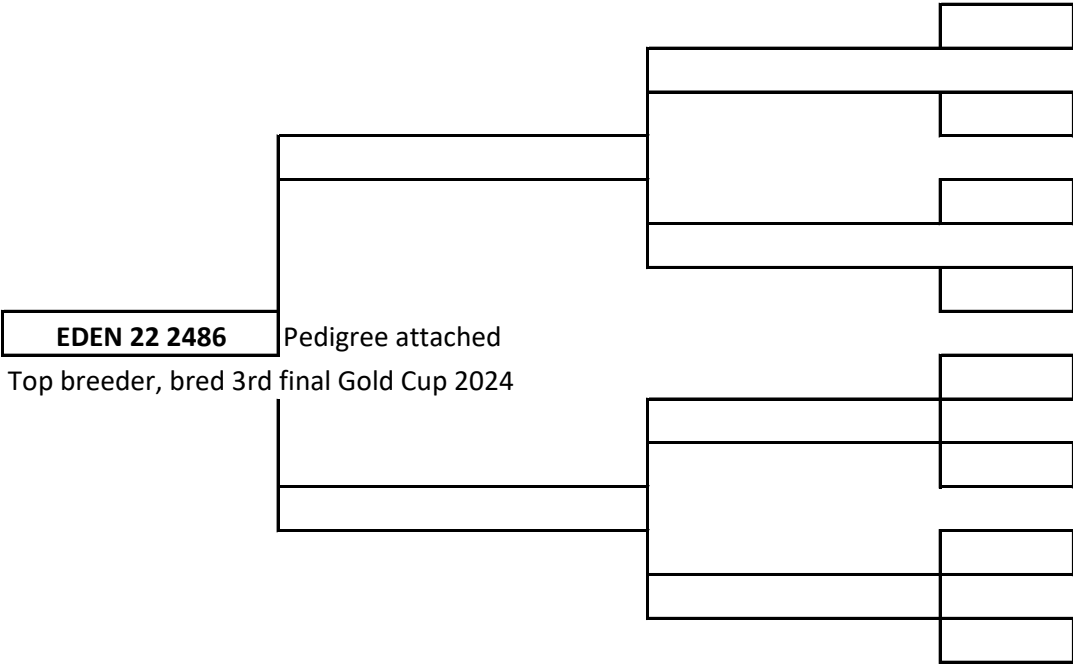 EDEN 22 2486 Pedigree attached
Top breeder, bred 3rd final Gold Cup 2024